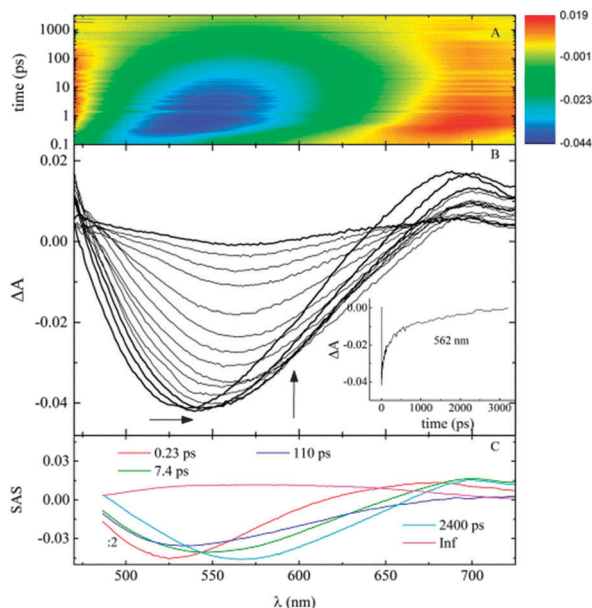 A
time (ps)
1000
100
10
1
0.1
0.019
-0.001
-0.023
-0.044
B
ΔA
0.02
0.00
-0.02
-0.04
ΔA
0.00
-0.02
-0.04
562 nm
0 1000 2000 3000
time (ps)
C
SAS
0.03
0.00
-0.03
0.23 ps
110 ps
7.4 ps
2400 ps
Inf
:2
500 550 600 650 700
λ (nm)